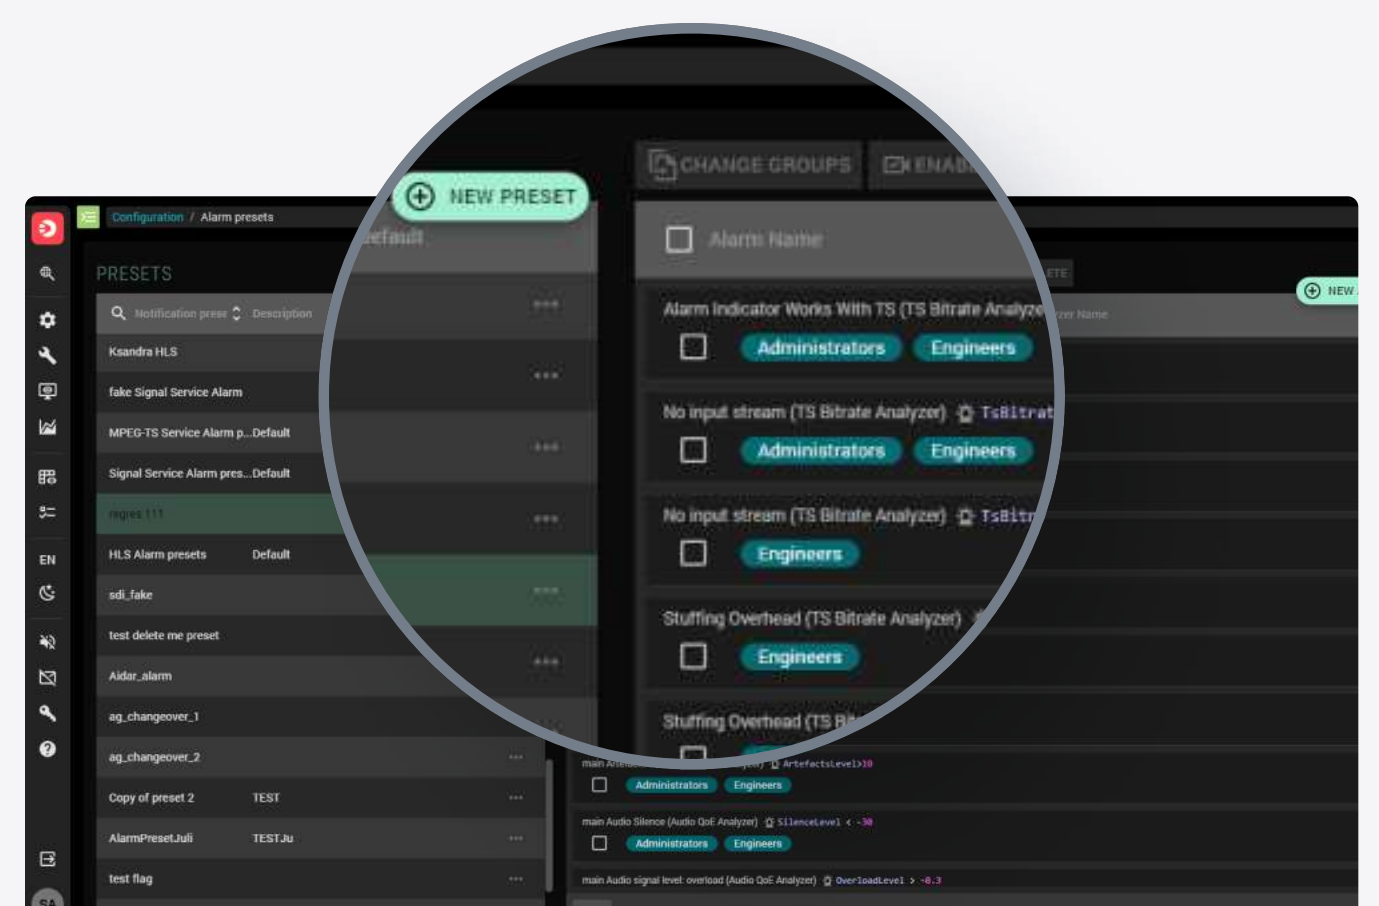 CHANGE GROUPS
NEW PRESET
Configuration / Alarm presets
Alarm Name
PRESETS
NEW
Notification prese
Description
Ksandra HLS
Alarm Indicator Works With TS (TS Bitrate
Administrators Engineers
fake Signal Service Alarm
No input stream (TS Bitrate Analyzer)
Administrators Engineers
MPEG-TS Service Alarm p...Default
Signal Service Alarm pres...Default
regres 111
No input stream (TS Bitrate Analyzer)
Engineers
HLS Alarm presets Default
EN
sdi_fake
Stuffing Overhead (TS Bitrate Analyzer)
Engineers
test delete me preset
Aidar_alarm
ag_changeover_1
Stuffing Overhead (TS
ag_changeover_2
main ArtefactsLevel>10
Administrators Engineers
Copy of preset 2 TEST
main Audio Silence (Audio QoE Analyzer) SilenceLevel < -30
AlarmPresetJuli TESTJu
Administrators Engineers
test flag
main Audio signal level: overload (Audio QoE Analyzer) OverloadLevel > -0.3
SA